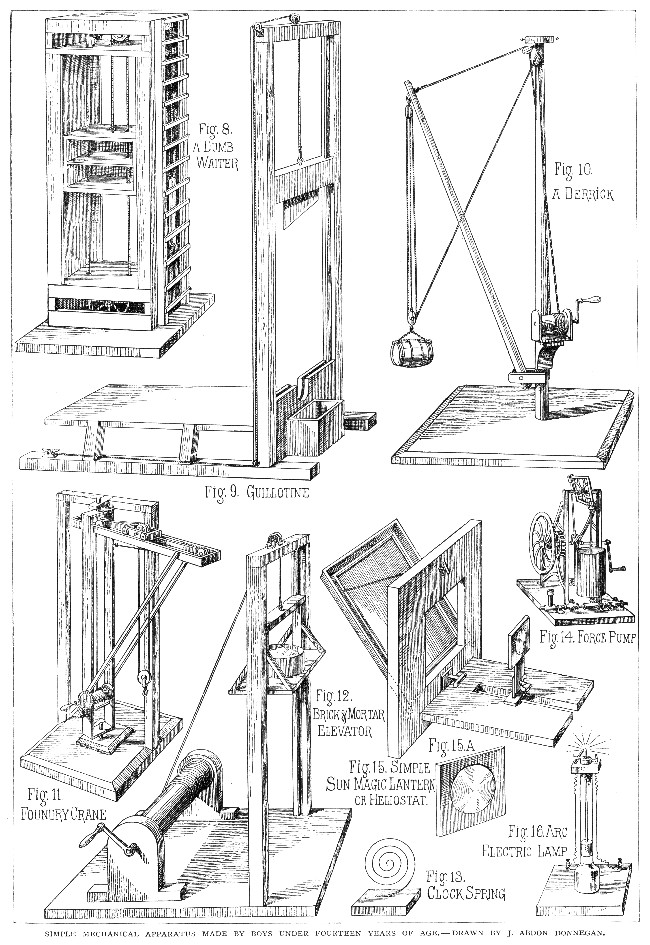 Fig. 8.
A DUMB
WAITER
Fig. 10.
A DERRICK
Fig. 9. GUILLOTINE
Fig. 14. FORCE PUMP
Fig. 12.
BRICK & MORTAR
ELEVATOR
Fig. 15.A
Fig. 15. SIMPLE
SUN MAGIC LANTERN
OR HELIOSTAT.
Fig. 11
FOUNDRY CRANE
Fig. 16. ARC
ELECTRIC LAMP
Fig. 13.
CLOCK SPRING
SIMPLE MECHANICAL APPARATUS MADE BY BOYS UNDER FOURTEEN YEARS OF AGE.—DRAWN BY J. ABDON DONNEGAN.